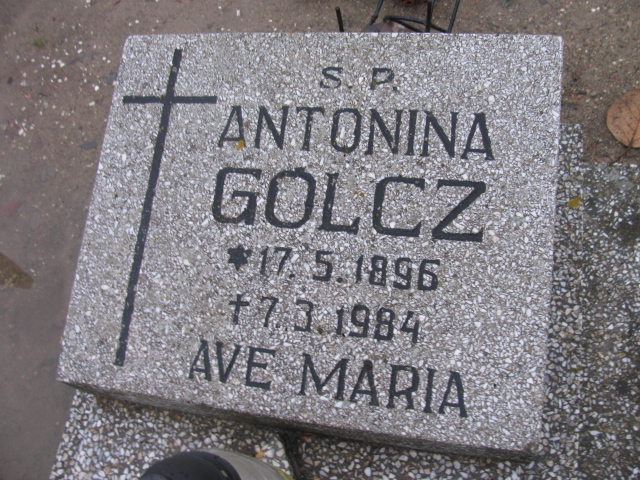 S. P.
ANTONINA
GOLCZ
* 17. 5. 1896
† 7. 3. 1984
AVE MARIA